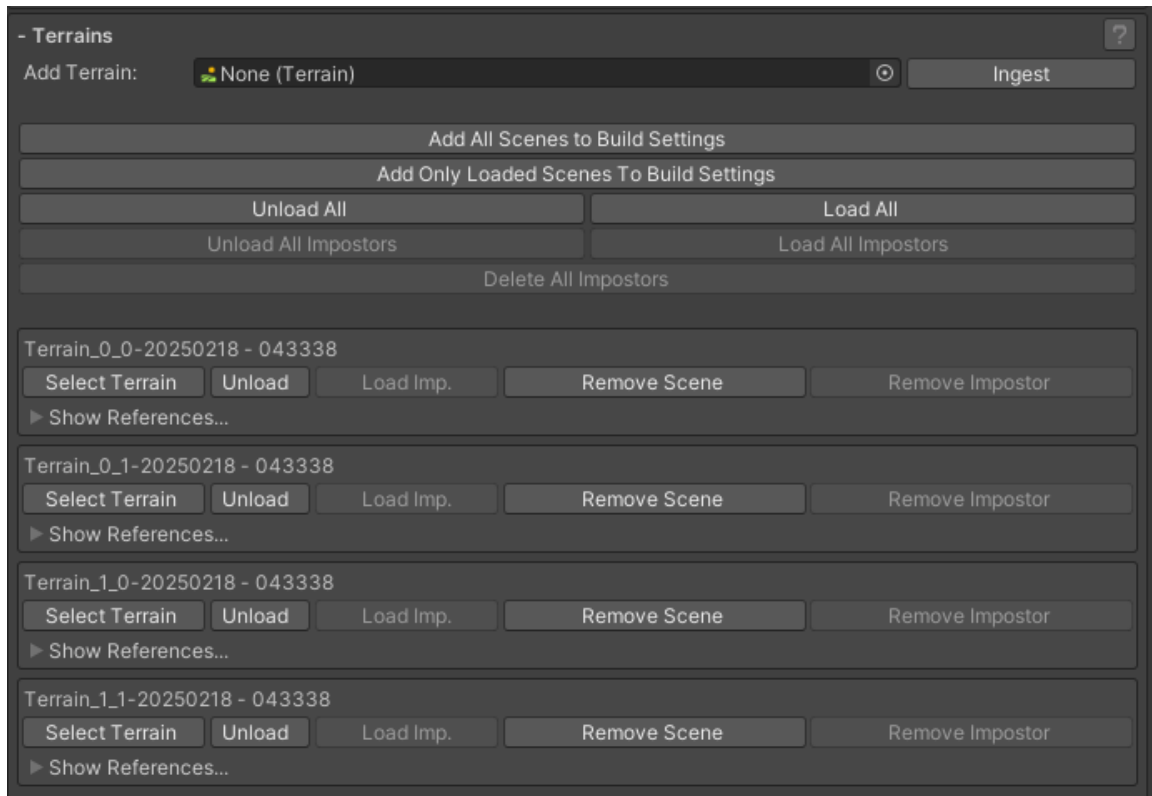 - Terrains ?
Add Terrain: None (Terrain) Ingest
Add All Scenes to Build Settings
Add Only Loaded Scenes To Build Settings
Unload All Load All
Unload All Impostors Load All Impostors
Delete All Impostors
Terrain_0_0-20250218 - 043338
Select Terrain Unload Load Imp. Remove Scene Remove Impostor
Show References...
Terrain_0_1-20250218 - 043338
Select Terrain Unload Load Imp. Remove Scene Remove Impostor
Show References...
Terrain_1_0-20250218 - 043338
Select Terrain Unload Load Imp. Remove Scene Remove Impostor
Show References...
Terrain_1_1-20250218 - 043338
Select Terrain Unload Load Imp. Remove Scene Remove Impostor
Show References...